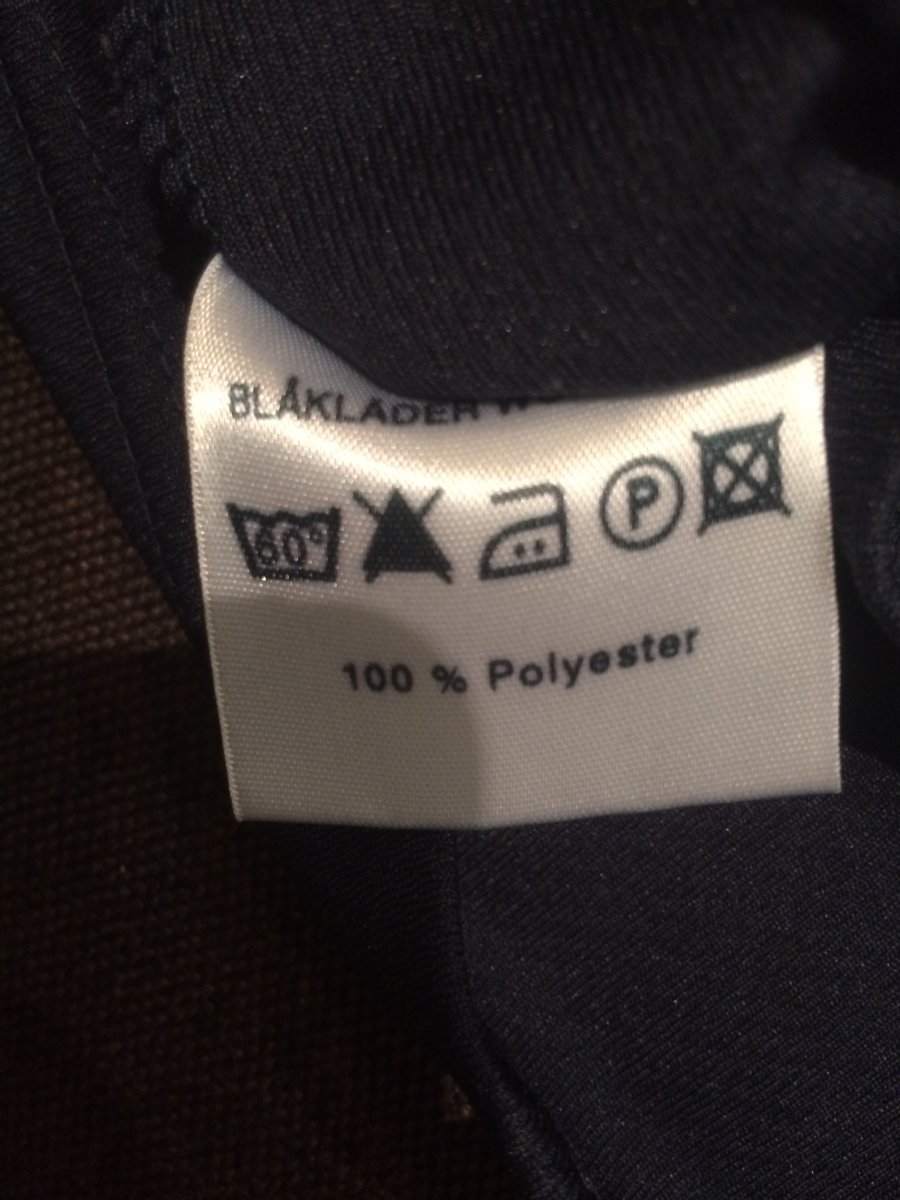 BLÅKLÄDER
60°
P
100 % Polyester